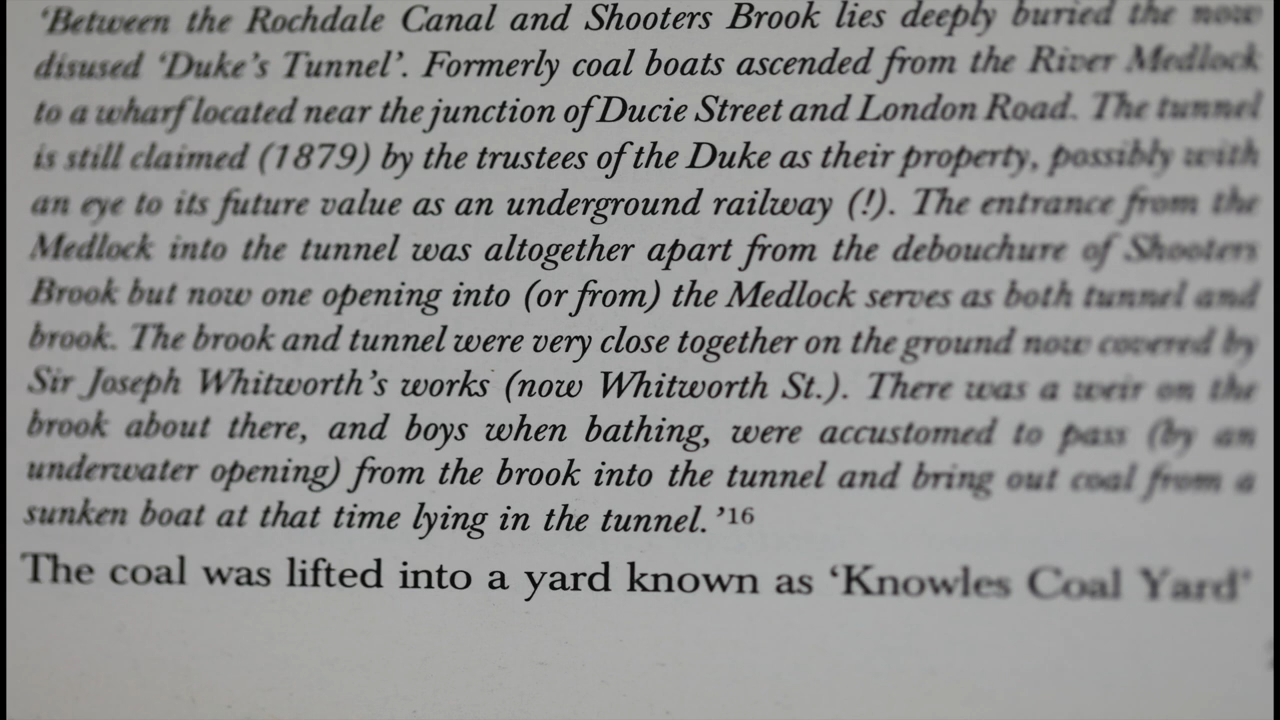 ‘Between the Rochdale Canal and Shooters Brook lies deeply buried the now
disused ‘Duke’s Tunnel’. Formerly coal boats ascended from the River Medlock
to a wharf located near the junction of Ducie Street and London Road. The tunnel
is still claimed (1879) by the trustees of the Duke as their property, possibly with
an eye to its future value as an underground railway (!). The entrance from the
Medlock into the tunnel was altogether apart from the debouchure of Shooters
Brook but now one opening into (or from) the Medlock serves as both tunnel and
brook. The brook and tunnel were very close together on the ground now covered by
Sir Joseph Whitworth’s works (now Whitworth St.). There was a weir on the
brook about there, and boys when bathing, were accustomed to pass (by an
underwater opening) from the brook into the tunnel and bring out coal from a
sunken boat at that time lying in the tunnel.’16
The coal was lifted into a yard known as ‘Knowles Coal Yard’